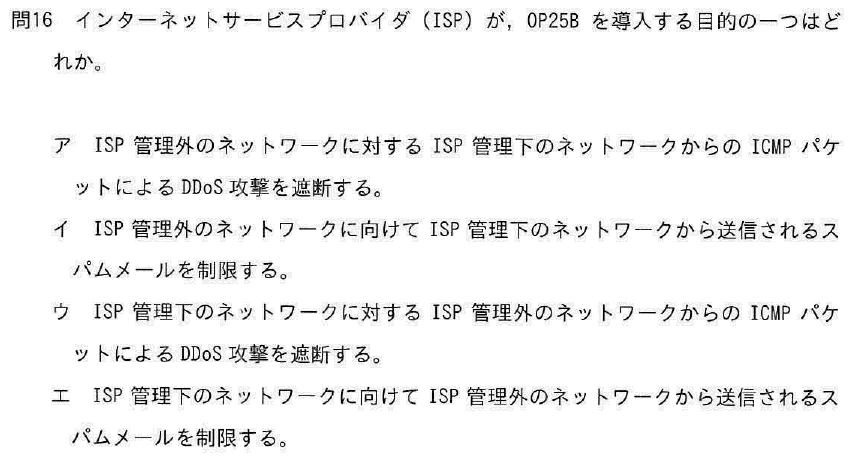 問16　インターネットサービスプロバイダ（ISP）が，OP25B を導入する目的の一つはど
れか。
ア　ISP 管理外のネットワークに対する ISP 管理下のネットワークからの ICMP パケ
ットによる DDoS 攻撃を遮断する。
イ　ISP 管理外のネットワークに向けて ISP 管理下のネットワークから送信されるス
パムメールを制限する。
ウ　ISP 管理下のネットワークに対する ISP 管理外のネットワークからの ICMP パケ
ットによる DDoS 攻撃を遮断する。
エ　ISP 管理下のネットワークに向けて ISP 管理外のネットワークから送信されるス
パムメールを制限する。